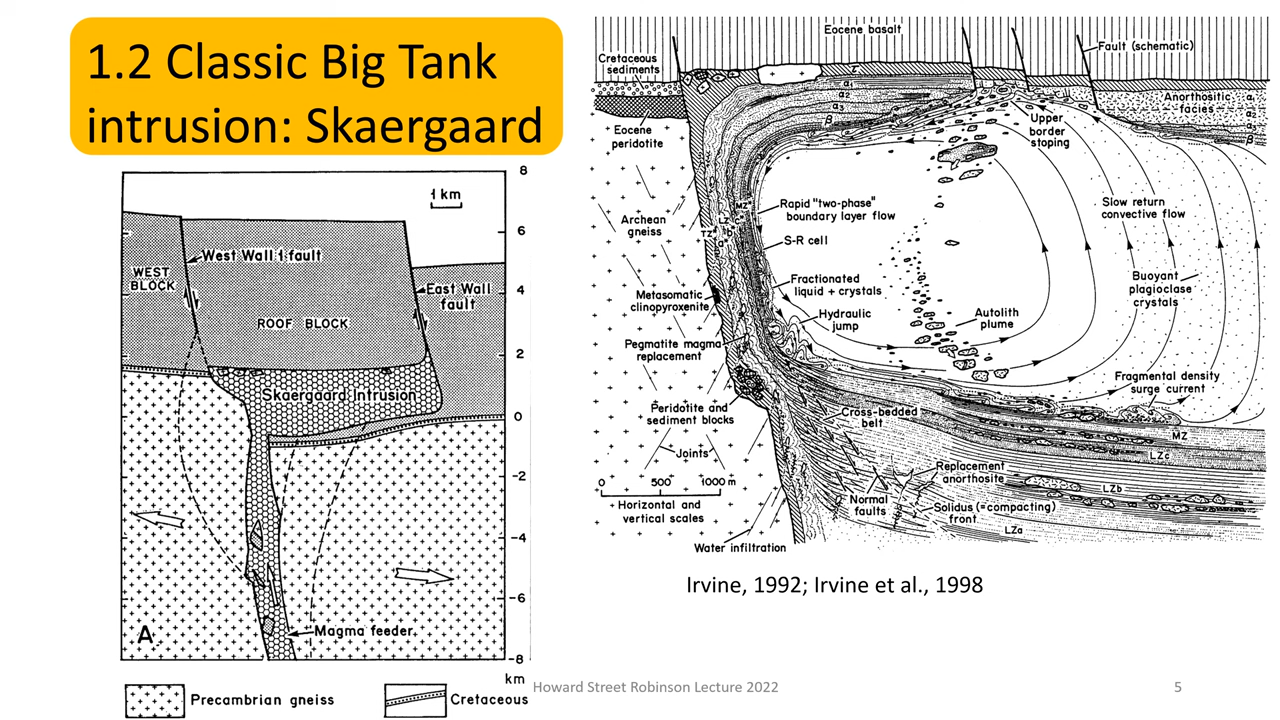 1.2 Classic Big Tank
intrusion: Skaergaard
8
1 km
6
West Wall 1 fault
WEST
BLOCK
4
East Wall
fault
ROOF BLOCK
2
Skaergaard Intrusion
0
-2
-4
-6
A
Magma feeder
-8
km
Precambrian gneiss
Cretaceous
Eocene basalt
Fault (schematic)
Cretaceous
sediments
α1
α2
α3
β
Anorthositic
facies
Eocene
peridotite
Upper
border
stoping
Archean
gneiss
MZ*
LZ
c*
TZ*
b
a*
Rapid "two-phase"
boundary layer flow
S-R cell
Slow return
convective flow
Metasomatic
clinopyroxenite
Fractionated
liquid + crystals
Buoyant
plagioclase
crystals
Hydraulic
jump
Autolith
plume
Pegmatite magma
replacement
Fragmental density
surge current
Peridotite and
sediment blocks
Cross-bedded
belt
MZ
LZc
Joints
Replacement
anorthosite
LZb
0 500 1000 m
Horizontal and
vertical scales
Normal
faults
Solidus (=compacting)
front
LZa
Water infiltration
Irvine, 1992; Irvine et al., 1998
Howard Street Robinson Lecture 2022
5